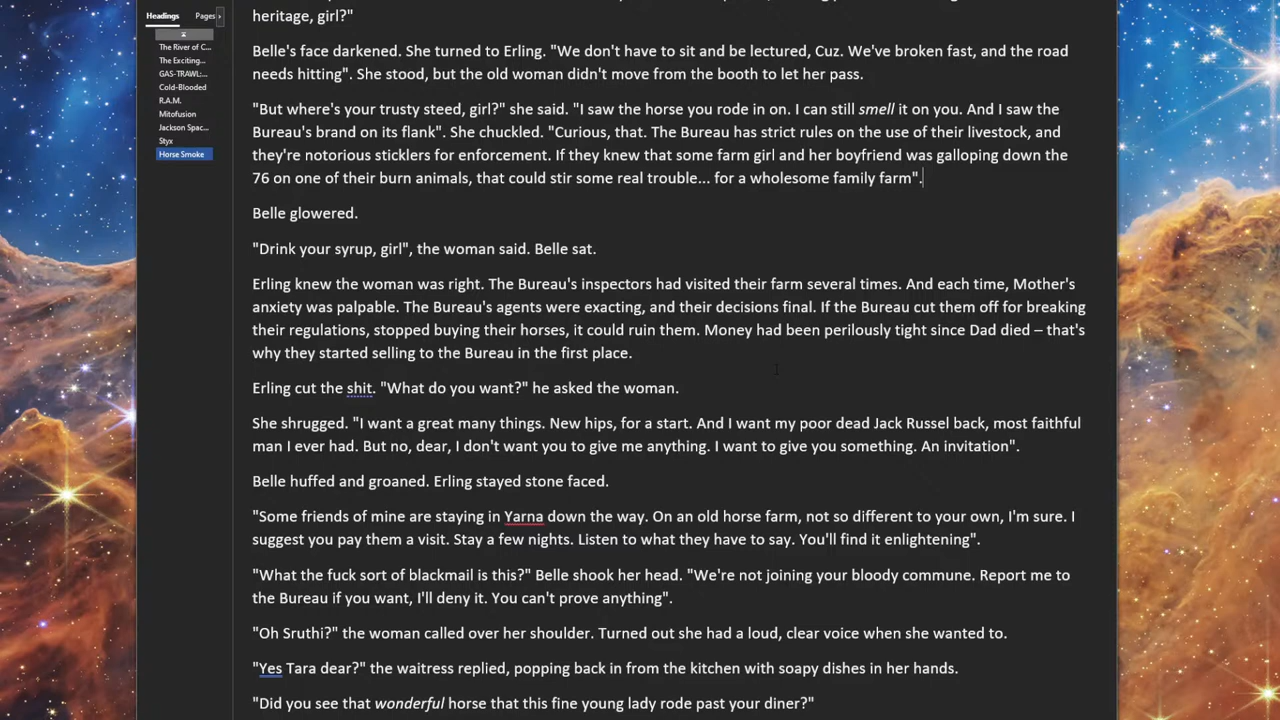 Headings
Pages
The River of C...
The Exciting...
GAS-TRAWL:...
Cold-Blooded
R.A.M.
Mitofusion
Jackson Spac...
Styx
Horse Smoke
heritage, girl?"
Belle's face darkened. She turned to Erling. "We don't have to sit and be lectured, Cuz. We've broken fast, and the road
needs hitting". She stood, but the old woman didn't move from the booth to let her pass.
"But where's your trusty steed, girl?" she said. "I saw the horse you rode in on. I can still smell it on you. And I saw the
Bureau's brand on its flank". She chuckled. "Curious, that. The Bureau has strict rules on the use of their livestock, and
they're notorious sticklers for enforcement. If they knew that some farm girl and her boyfriend was galloping down the
76 on one of their burn animals, that could stir some real trouble... for a wholesome family farm".
Belle glowered.
"Drink your syrup, girl", the woman said. Belle sat.
Erling knew the woman was right. The Bureau's inspectors had visited their farm several times. And each time, Mother's
anxiety was palpable. The Bureau's agents were exacting, and their decisions final. If the Bureau cut them off for breaking
their regulations, stopped buying their horses, it could ruin them. Money had been perilously tight since Dad died – that's
why they started selling to the Bureau in the first place.
Erling cut the shit. "What do you want?" he asked the woman.
She shrugged. "I want a great many things. New hips, for a start. And I want my poor dead Jack Russel back, most faithful
man I ever had. But no, dear, I don't want you to give me anything. I want to give you something. An invitation".
Belle huffed and groaned. Erling stayed stone faced.
"Some friends of mine are staying in Yarna down the way. On an old horse farm, not so different to your own, I'm sure. I
suggest you pay them a visit. Stay a few nights. Listen to what they have to say. You'll find it enlightening".
"What the fuck sort of blackmail is this?" Belle shook her head. "We're not joining your bloody commune. Report me to
the Bureau if you want, I'll deny it. You can't prove anything".
"Oh Sruthi?" the woman called over her shoulder. Turned out she had a loud, clear voice when she wanted to.
"Yes Tara dear?" the waitress replied, popping back in from the kitchen with soapy dishes in her hands.
"Did you see that wonderful horse that this fine young lady rode past your diner?"